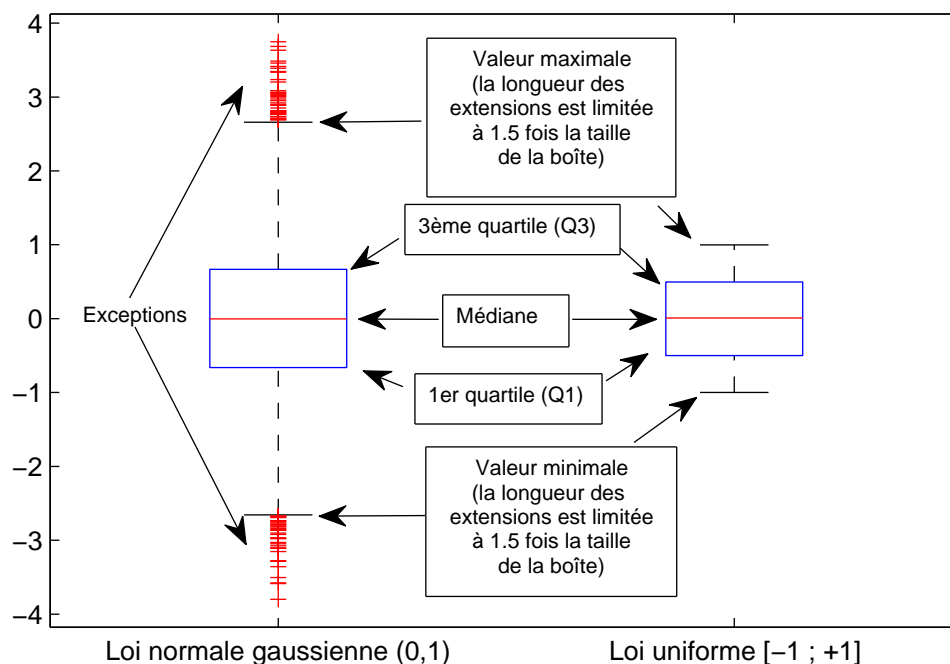 4
3
2
1
0
−1
−2
−3
−4
Valeur maximale
(la longueur des
extensions est limitée
à 1.5 fois la taille
de la boîte)
3ème quartile (Q3)
Exceptions
Médiane
1er quartile (Q1)
Valeur minimale
(la longueur des
extensions est limitée
à 1.5 fois la taille
de la boîte)
Loi normale gaussienne (0,1)
Loi uniforme [−1 ; +1]